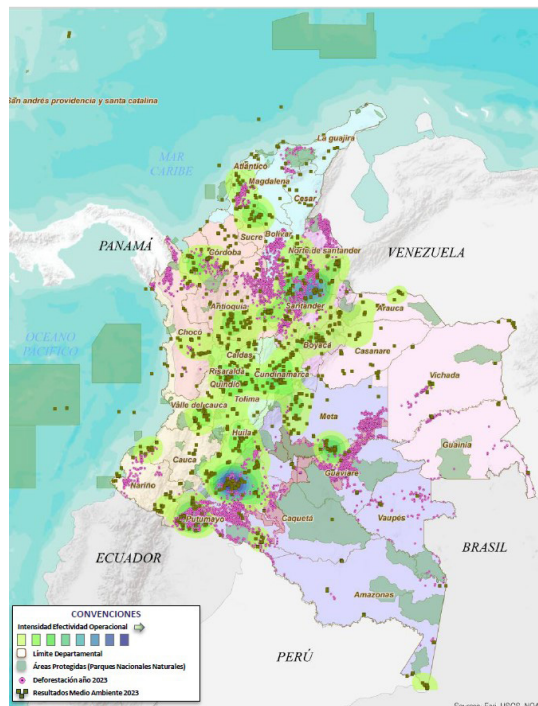 San andrés providencia y santa catalina
La guajira
MAR
CARIBE
Atlántico
Magdalena
Cesar
PANAMÁ
Sucre
Bolívar
Córdoba
Norte de santander
VENEZUELA
Antioquia
Santander
Arauca
OCEANO
PACIFICO
Chocó
Boyacá
Caldas
Casanare
Risaralda
Cundinamarca
Vichada
Quindío
Tolima
Valle del cauca
Meta
Huila
Guainía
Cauca
Guaviare
Nariño
Putumayo
Caquetá
Vaupés
ECUADOR
BRASIL
Amazonas
PERÚ
CONVENCIONES
Intensidad Efectividad Operacional
Límite Departamental
Áreas Protegidas (Parques Nacionales Naturales)
Deforestación año 2023
Resultados Medio Ambiente 2023